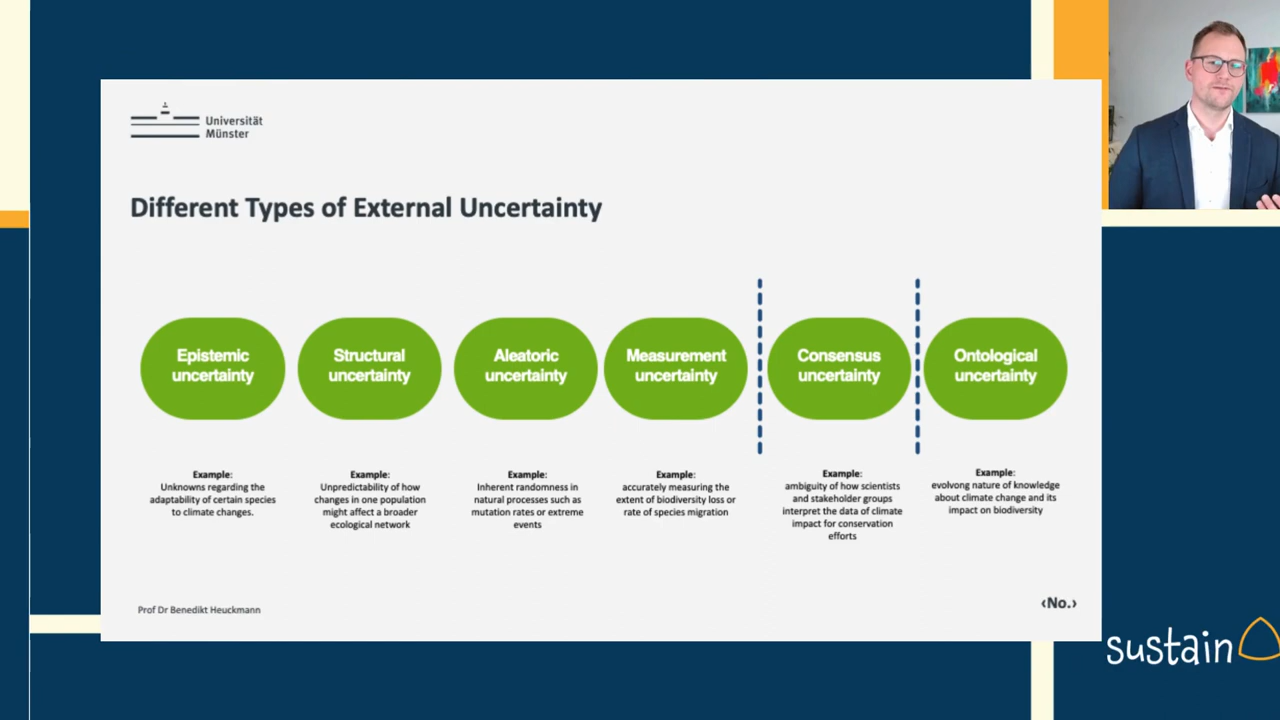 Universität
Münster
Different Types of External Uncertainty
Epistemic
uncertainty
Structural
uncertainty
Aleatoric
uncertainty
Measurement
uncertainty
Consensus
uncertainty
Ontological
uncertainty
Example:
Unknowns regarding the
adaptability of certain species
to climate changes.
Example:
Unpredictability of how
changes in one population
might affect a broader
ecological network
Example:
Inherent randomness in
natural processes such as
mutation rates or extreme
events
Example:
accurately measuring the
extent of biodiversity loss or
rate of species migration
Example:
ambiguity of how scientists
and stakeholder groups
interpret the data of climate
impact for conservation
efforts
Example:
evolvong nature of knowledge
about climate change and its
impact on biodiversity
Prof Dr Benedikt Heuckmann
‹No.›
sustain